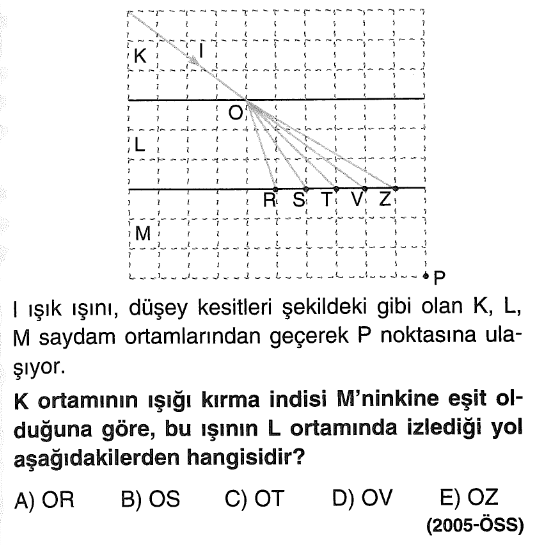 K
I
O
L
R S T V Z
M
P
I ışık ışını, düşey kesitleri şekildeki gibi olan K, L,
M saydam ortamlarından geçerek P noktasına ula-
şıyor.
K ortamının ışığı kırma indisi M'ninkine eşit ol-
duğuna göre, bu ışının L ortamında izlediği yol
aşağıdakilerden hangisidir?
A) OR B) OS C) OT D) OV E) OZ
(2005-ÖSS)